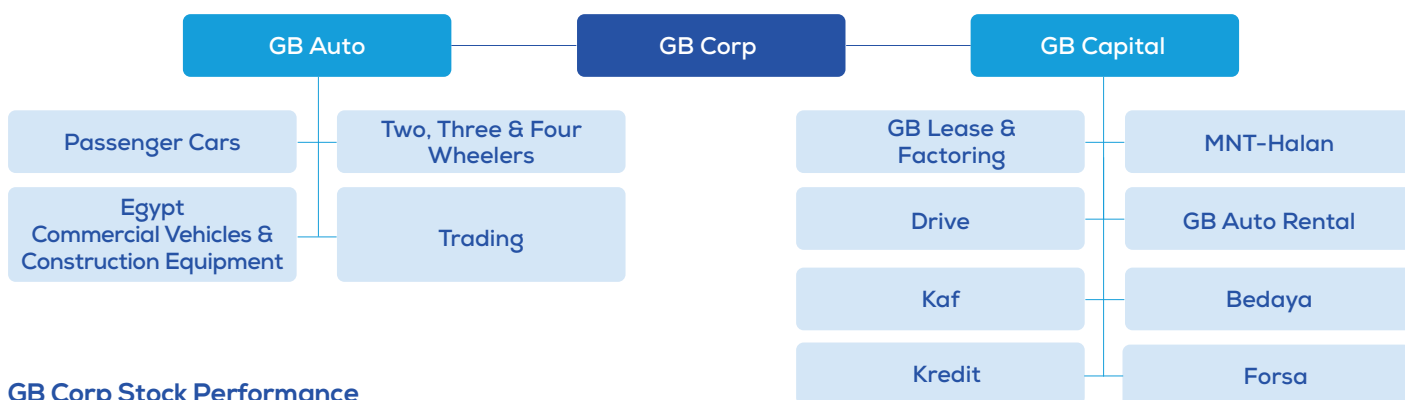 GB Auto
GB Corp
GB Capital
Passenger Cars
Two, Three & Four
Wheelers
Egypt
Commercial Vehicles &
Construction Equipment
Trading
GB Lease &
Factoring
MNT-Halan
Drive
GB Auto Rental
Kaf
Bedaya
Kredit
Forsa
GB Corp Stock Performance